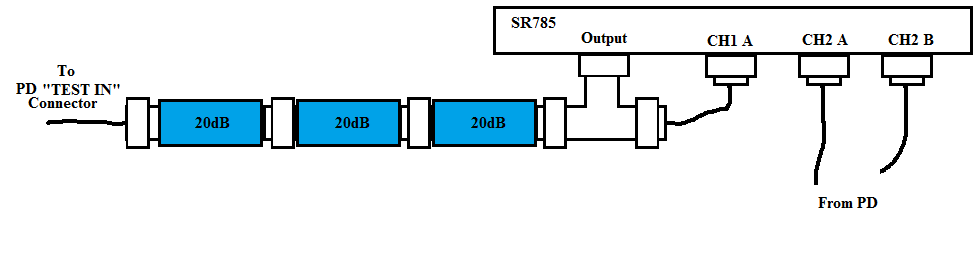 SR785
Output
CH1 A
CH2 A
CH2 B
To
PD "TEST IN"
Connector
20dB
20dB
20dB
From PD